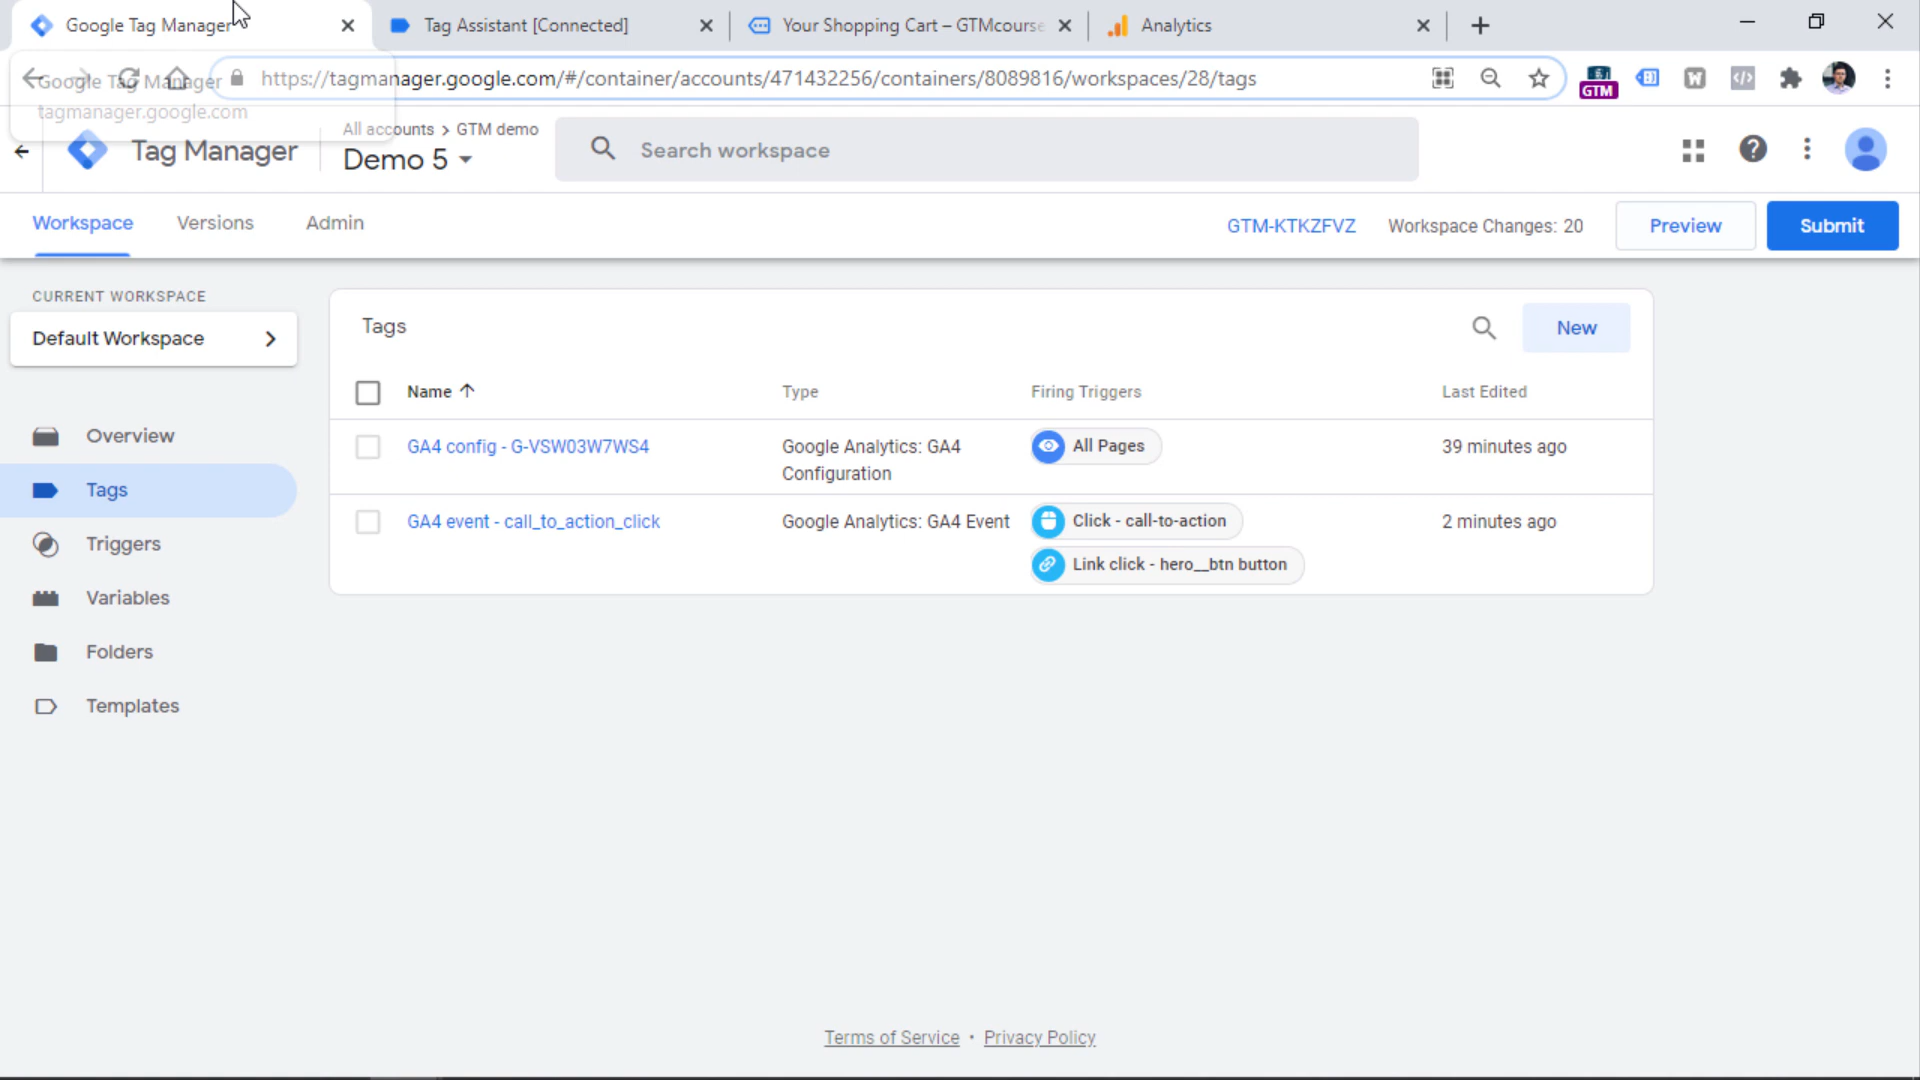 Google Tag Manager
Tag Assistant [Connected]
Your Shopping Cart – GTMcourse
Analytics
https://tagmanager.google.com/#/container/accounts/471432256/containers/8089816/workspaces/28/tags
GTM
Google Tag Manager
tagmanager.google.com
Tag Manager
All accounts > GTM demo
Demo 5
Search workspace
Workspace
Versions
Admin
GTM-KTKZFVZ
Workspace Changes: 20
Preview
Submit
CURRENT WORKSPACE
Default Workspace
Overview
Tags
Triggers
Variables
Folders
Templates
Tags
New
Name
Type
Firing Triggers
Last Edited
GA4 config - G-VSW03W7WS4
Google Analytics: GA4
Configuration
All Pages
39 minutes ago
GA4 event - call_to_action_click
Google Analytics: GA4 Event
Click - call-to-action
Link click - hero__btn button
2 minutes ago
Terms of Service • Privacy Policy